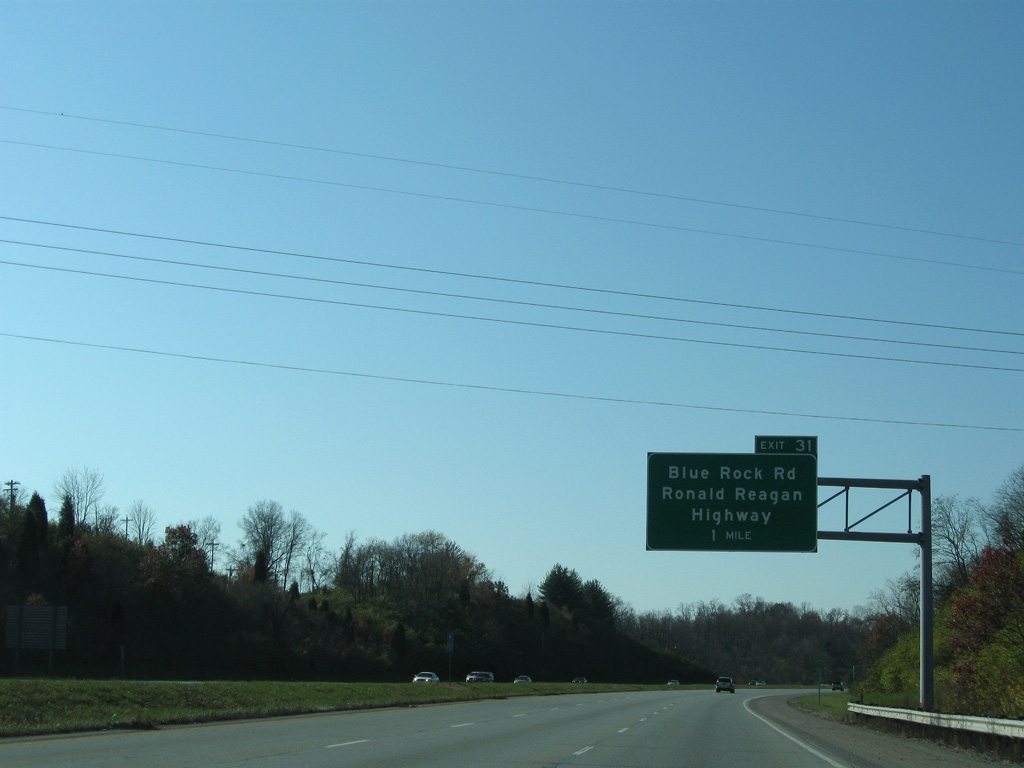 EXIT 31
Blue Rock Rd
Ronald Reagan
Highway
1 MILE